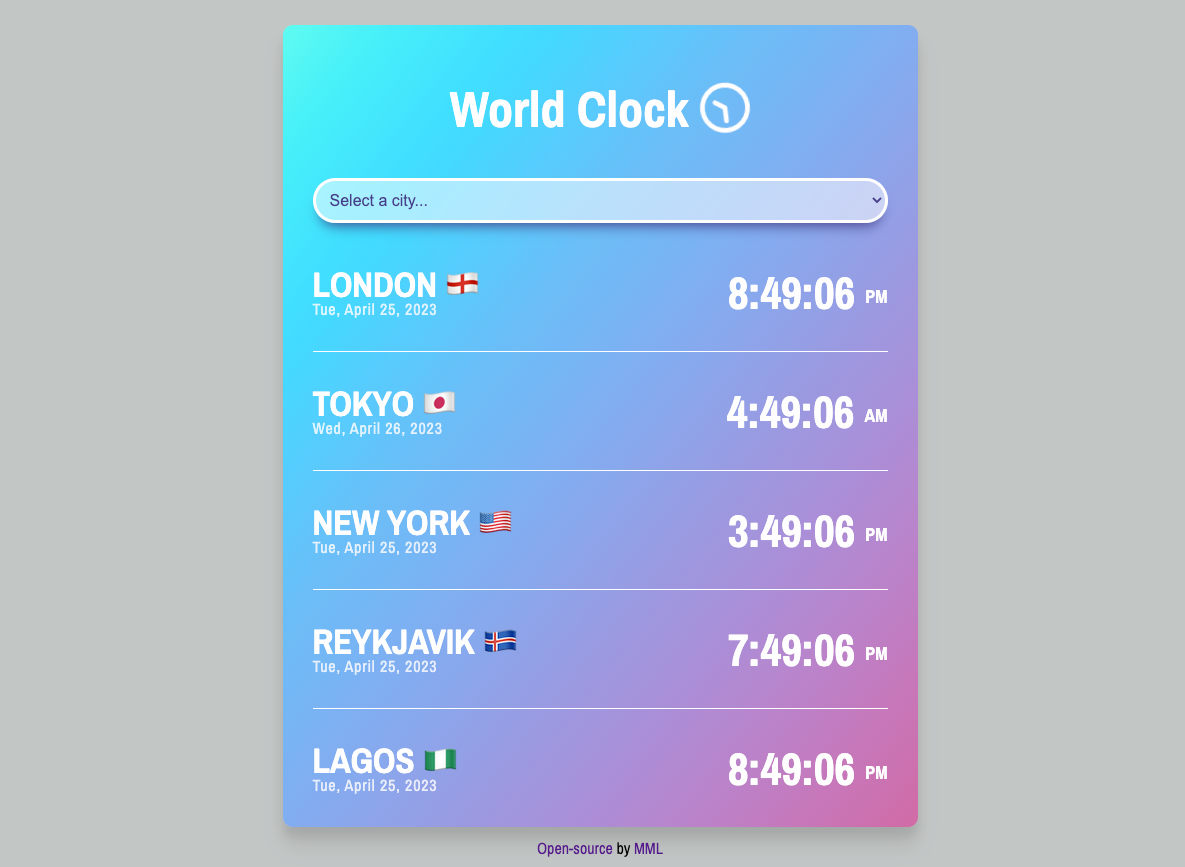 World Clock
Select a city...
LONDON
Tue, April 25, 2023
8:49:06 PM
TOKYO
Wed, April 26, 2023
4:49:06 AM
NEW YORK
Tue, April 25, 2023
3:49:06 PM
REYKJAVIK
Tue, April 25, 2023
7:49:06 PM
LAGOS
Tue, April 25, 2023
8:49:06 PM
Open-source by MML